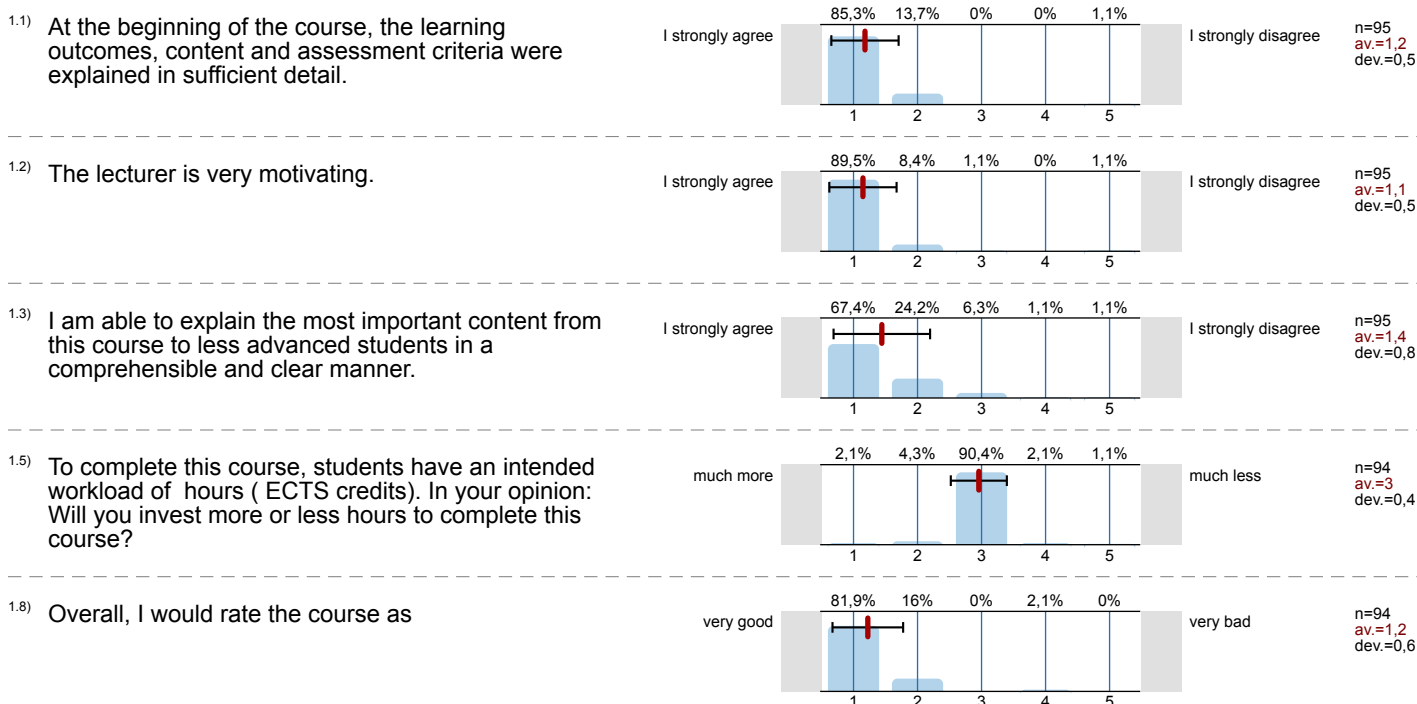 85,3% 13,7% 0% 0% 1,1%
1.1) At the beginning of the course, the learning
outcomes, content and assessment criteria were
explained in sufficient detail.
I strongly agree
I strongly disagree
n=95
av.=1,2
dev.=0,5
1 2 3 4 5
89,5% 8,4% 1,1% 0% 1,1%
1.2) The lecturer is very motivating.
I strongly agree
I strongly disagree
n=95
av.=1,1
dev.=0,5
1 2 3 4 5
67,4% 24,2% 6,3% 1,1% 1,1%
1.3) I am able to explain the most important content from
this course to less advanced students in a
comprehensible and clear manner.
I strongly agree
I strongly disagree
n=95
av.=1,4
dev.=0,8
1 2 3 4 5
2,1% 4,3% 90,4% 2,1% 1,1%
1.5) To complete this course, students have an intended
workload of  hours ( ECTS credits). In your opinion:
Will you invest more or less hours to complete this
course?
much more
much less
n=94
av.=3
dev.=0,4
1 2 3 4 5
81,9% 16% 0% 2,1% 0%
1.8) Overall, I would rate the course as
very good
very bad
n=94
av.=1,2
dev.=0,6
1 2 3 4 5